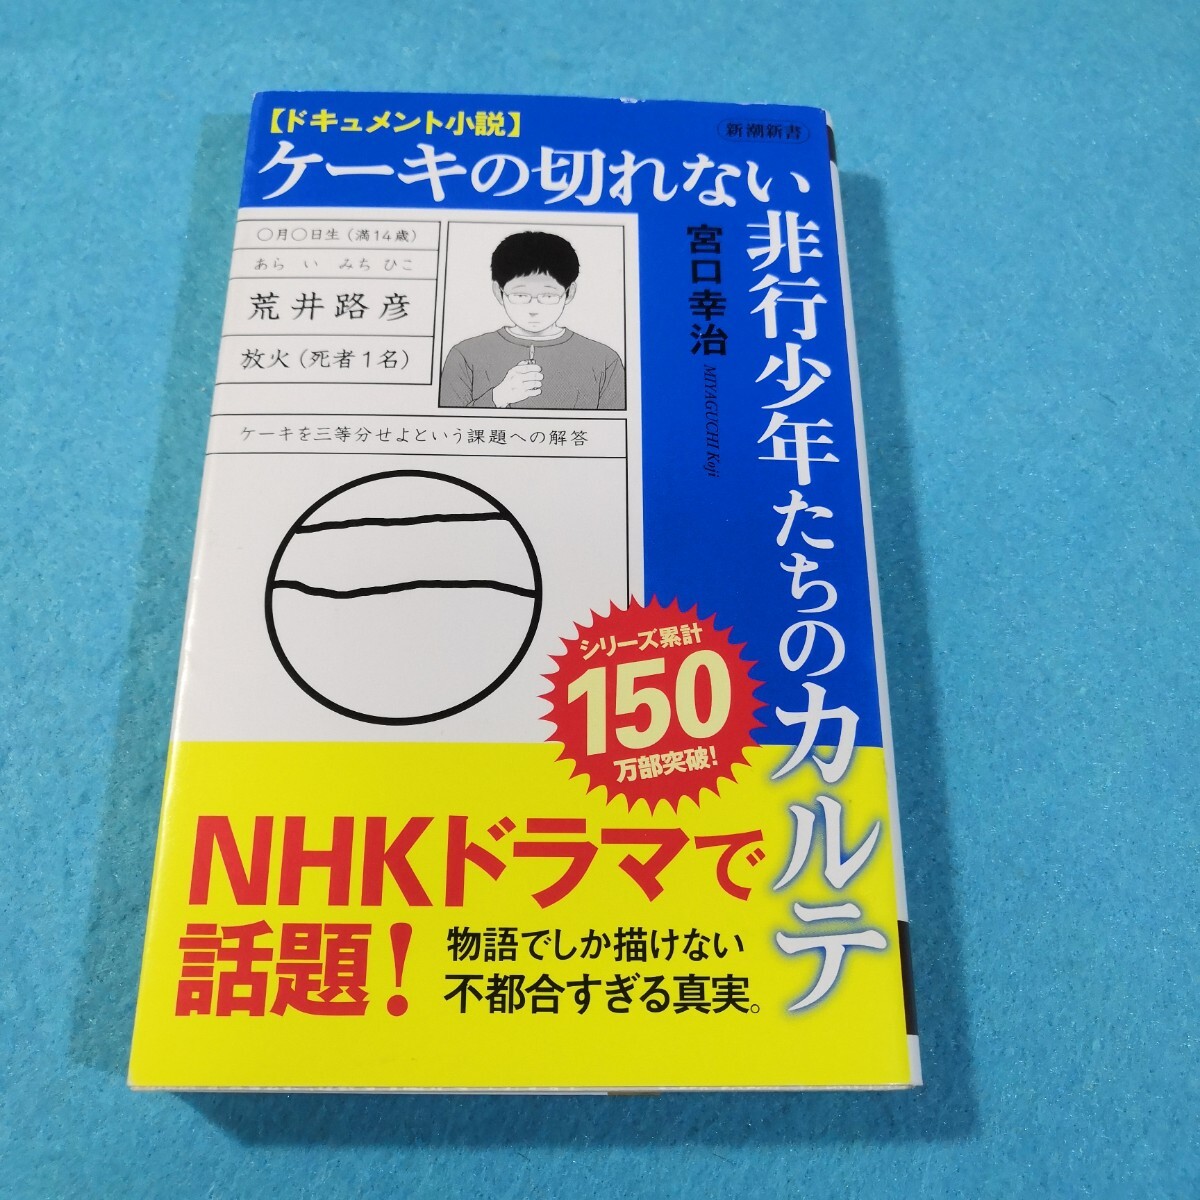 【ドキュメント小説】
新潮新書
ケーキの切れない
非行少年たちのカルテ
宮口幸治
MIYAGUCHI Koji
〇月〇日生（満14歳）
あら い みち ひこ
荒井路彦
放火（死者1名）
ケーキを三等分せよという課題への解答
シリーズ累計
150
万部突破!
NHKドラマで
話題!
物語でしか描けない
不都合すぎる真実。